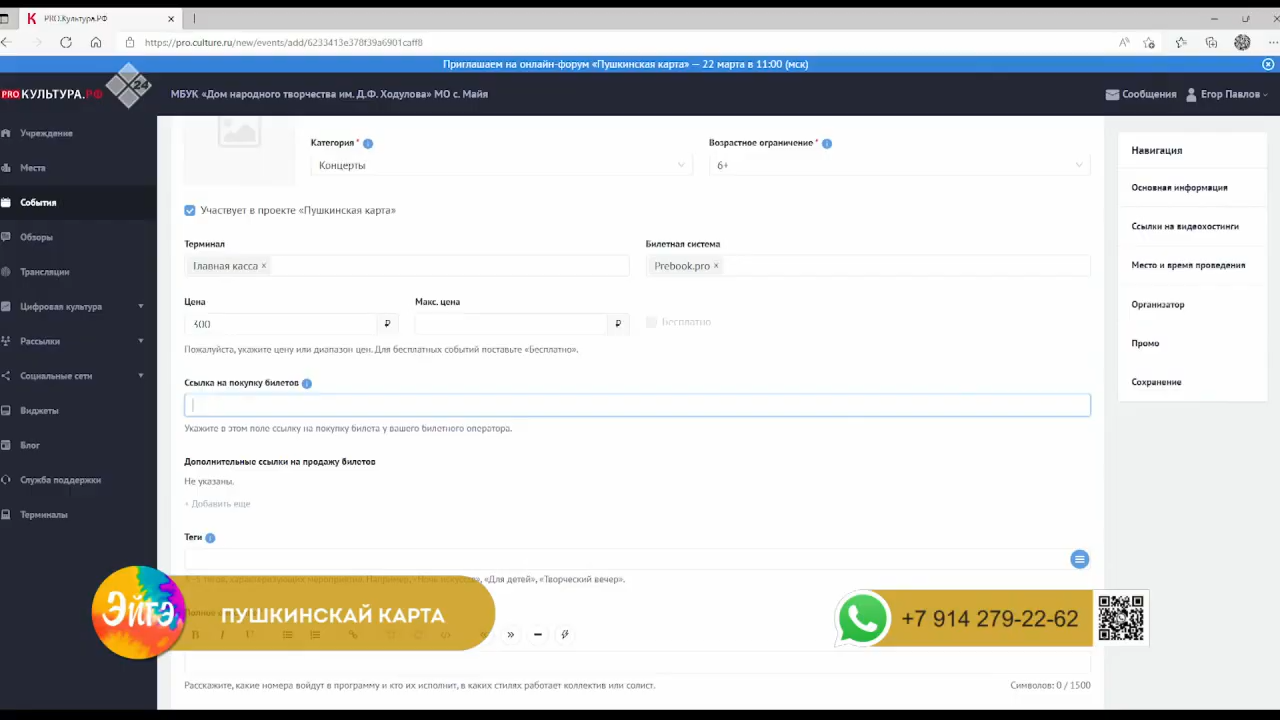 PRO.Культура.РФ
https://pro.culture.ru/new/events/add/6233413e378f39a6901caff8
Приглашаем на онлайн-форум «Пушкинская карта» — 22 марта в 11:00 (мск)
PRO КУЛЬТУРА.РФ
24
МБУК «Дом народного творчества им. Д.Ф. Ходулова» МО с. Майя
Сообщения
Егор Павлов
Учреждение
Места
События
Обзоры
Трансляции
Цифровая культура
Рассылки
Социальные сети
Виджеты
Блог
Служба поддержки
Терминалы
Категория *
Концерты
Возрастное ограничение *
6+
Участвует в проекте «Пушкинская карта»
Терминал
Главная касса ×
Билетная система
Prebook.pro ×
Цена
300 ₽
Макс. цена
₽
Бесплатно
Пожалуйста, укажите цену или диапазон цен. Для бесплатных событий поставьте «Бесплатно».
Ссылка на покупку билетов
Укажите в этом поле ссылку на покупку билета у вашего билетного оператора.
Дополнительные ссылки на продажу билетов
Не указаны.
+ Добавить еще
Теги
«Для детей», «Творческий вечер».
Расскажите, какие номера войдут в программу и кто их исполнит, в каких стилях работает коллектив или солист.
Символов: 0 / 1500
Навигация
Основная информация
Ссылки на видеохостинги
Место и время проведения
Организатор
Промо
Сохранение
Эйгэ
ПУШКИНСКАЙ КАРТА
+7 914 279-22-62